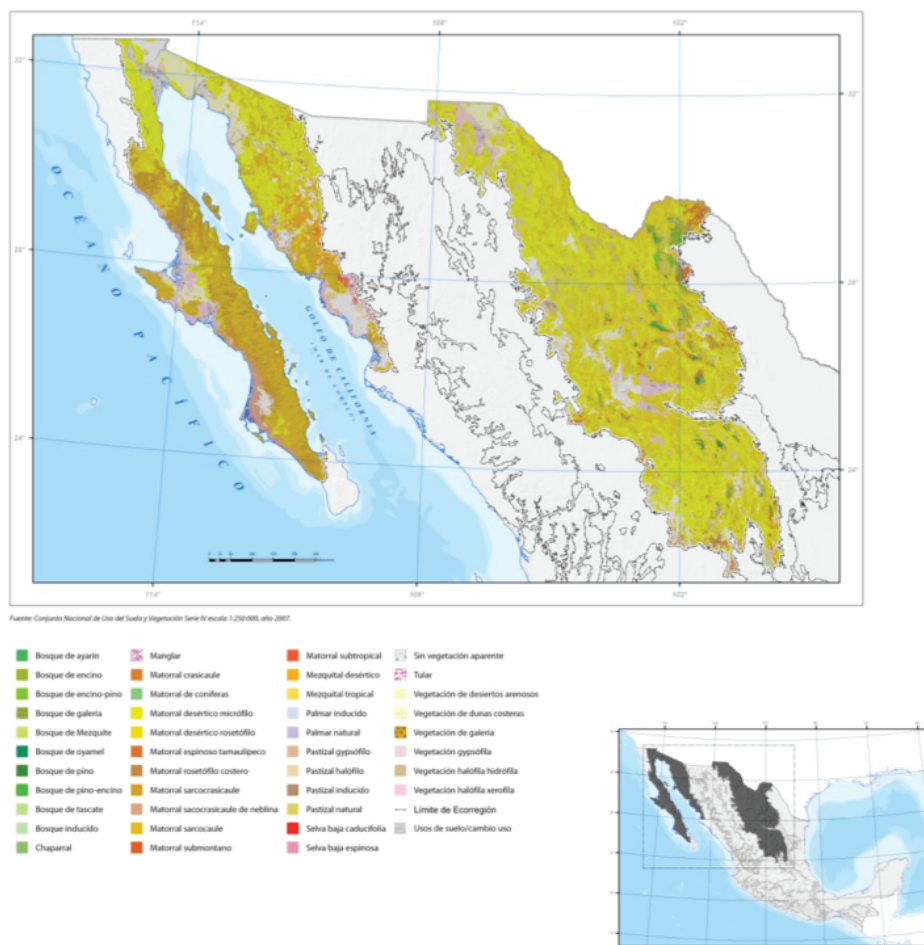 114° 108° 102°
32° 32°
28° 28°
24° 24°
OCÉANO PACÍFICO
GOLFO DE CALIFORNIA
114° 108° 102°
Fuente: Conjunto Nacional de Uso del Suelo y Vegetación Serie IV escala 1:250 000, año 2007.
Bosque de ayarín
Bosque de encino
Bosque de encino-pino
Bosque de galería
Bosque de Mezquite
Bosque de oyamel
Bosque de pino
Bosque de pino-encino
Bosque de tascate
Bosque inducido
Chaparral
Manglar
Matorral crasicaule
Matorral de coníferas
Matorral desértico micrófilo
Matorral desértico rosetófilo
Matorral espinoso tamaulipeco
Matorral rosetófilo costero
Matorral sarcocrasicaule
Matorral sacocrasicaule de neblina
Matorral sarcocaule
Matorral submontano
Matorral subtropical
Mezquital desértico
Mezquital tropical
Palmar inducido
Palmar natural
Pastizal gypsófilo
Pastizal halófilo
Pastizal inducido
Pastizal natural
Selva baja caducifolia
Selva baja espinosa
Sin vegetación aparente
Tular
Vegetación de desiertos arenosos
Vegetación de dunas costeras
Vegetación de galería
Vegetación gypsófila
Vegetación halófila hidrófila
Vegetación halófila xerofila
Límite de Ecorregión
Usos de suelo/cambio uso